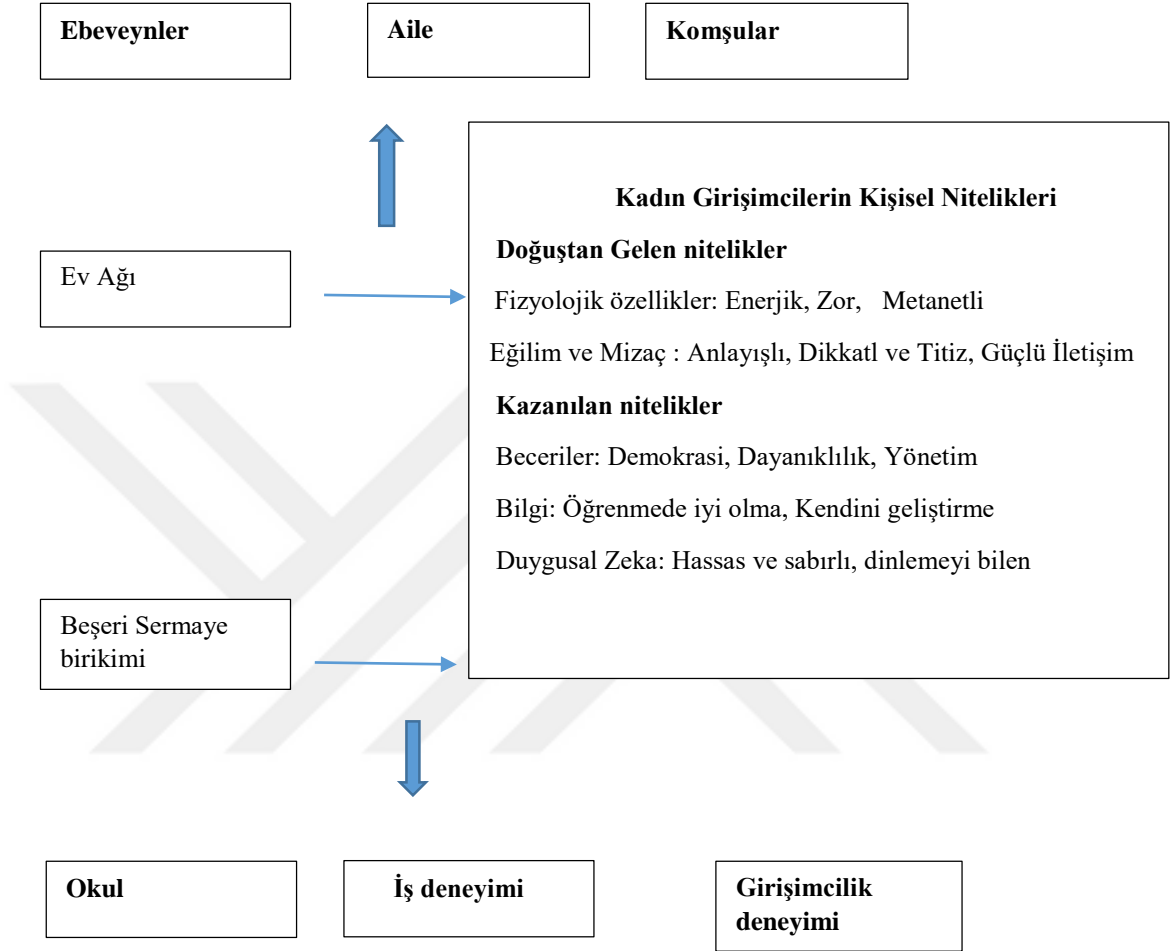 Ebeveynler
Aile
Komşular
Kadın Girişimcilerin Kişisel Nitelikleri
Doğuştan Gelen nitelikler
Ev Ağı
Fizyolojik özellikler: Enerjik, Zor, Metanetli
Eğilim ve Mizaç : Anlayışlı, Dikkatl ve Titiz, Güçlü İletişim
Kazanılan nitelikler
Beceriler: Demokrasi, Dayanıklılık, Yönetim
Bilgi: Öğrenmede iyi olma, Kendini geliştirme
Duygusal Zeka: Hassas ve sabırlı, dinlemeyi bilen
Beşeri Sermaye
birikimi
Okul
İş deneyimi
Girişimcilik
deneyimi